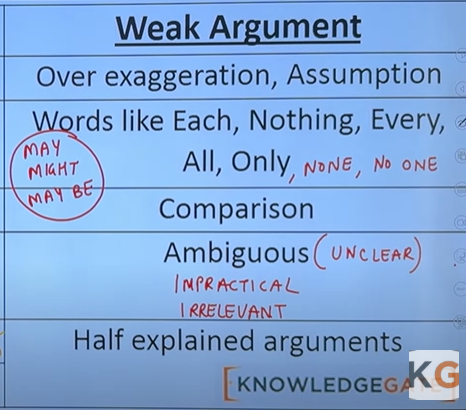 Weak Argument
Over exaggeration, Assumption
Words like Each, Nothing, Every,
All, Only, NONE, NO ONE
MAY
MIGHT
MAY BE
Comparison
Ambiguous (UNCLEAR)
IMPRACTICAL
IRRELEVANT
Half explained arguments
[KNOWLEDGEGA
KG